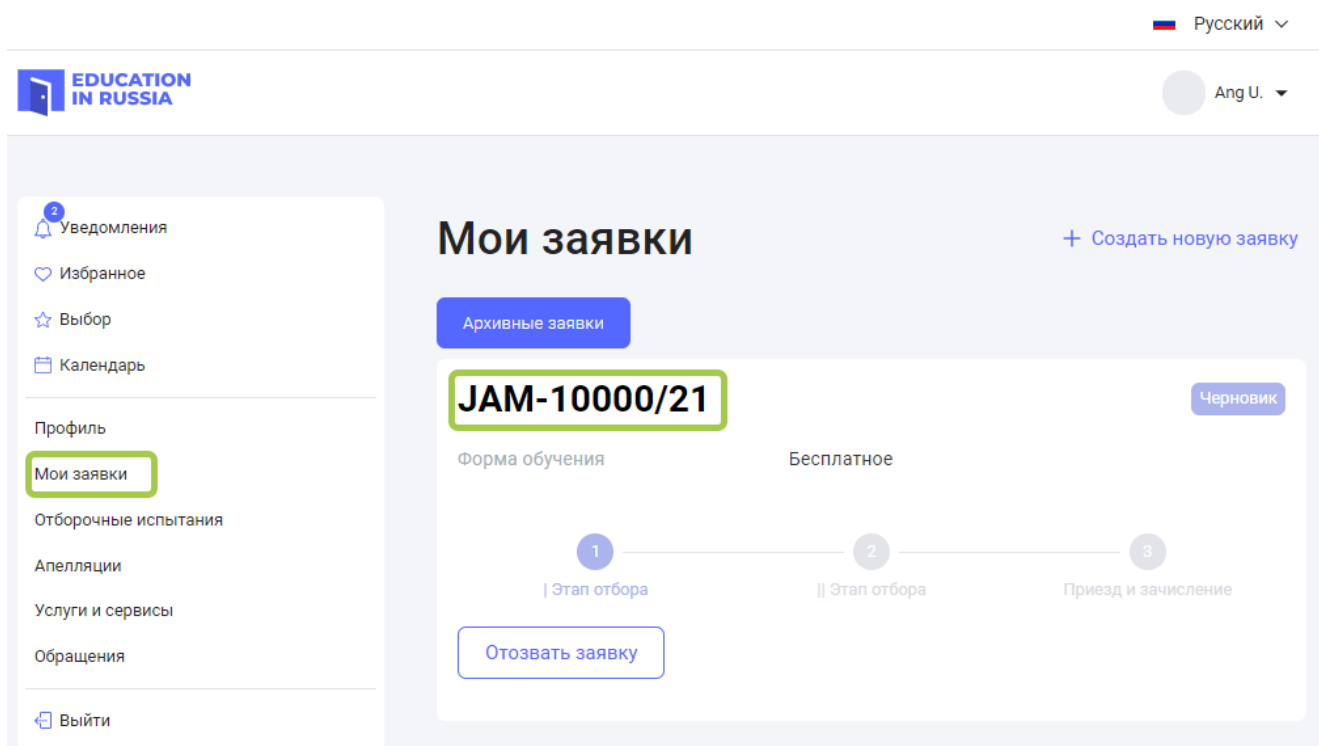 Русский
EDUCATION
IN RUSSIA
Ang U.
2
Уведомления
Избранное
Выбор
Календарь
Профиль
Мои заявки
Отборочные испытания
Апелляции
Услуги и сервисы
Обращения
Выйти
Мои заявки
+ Создать новую заявку
Архивные заявки
JAM-10000/21
Черновик
Форма обучения Бесплатное
1 2 3
| Этап отбора || Этап отбора Приезд и зачисление
Отозвать заявку